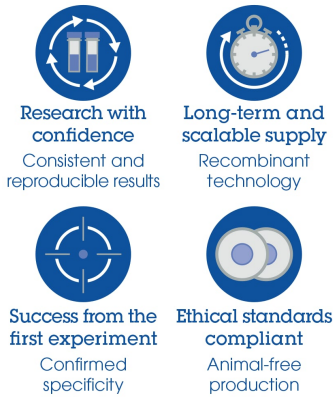 Research with
confidence
Consistent and
reproducible results
Long-term and
scalable supply
Recombinant
technology
Success from the
first experiment
Confirmed
specificity
Ethical standards
compliant
Animal-free
production